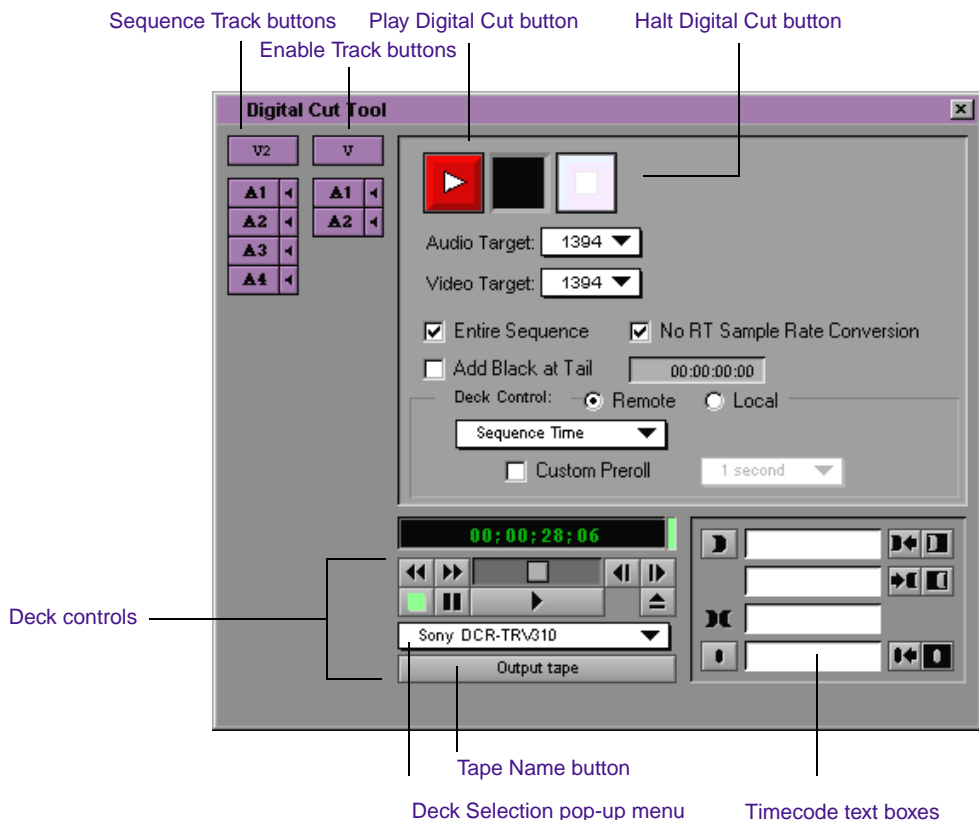 Sequence Track buttons
Play Digital Cut button
Halt Digital Cut button
Enable Track buttons
Digital Cut Tool
V2
V
A1
A1
A2
A2
A3
A4
Audio Target: 1394
Video Target: 1394
Entire Sequence
No RT Sample Rate Conversion
Add Black at Tail
00:00:00:00
Deck Control:
Remote
Local
Sequence Time
Custom Preroll
1 second
00;00;28;06
Deck controls
Sony DCR-TRV310
Output tape
Tape Name button
Deck Selection pop-up menu
Timecode text boxes